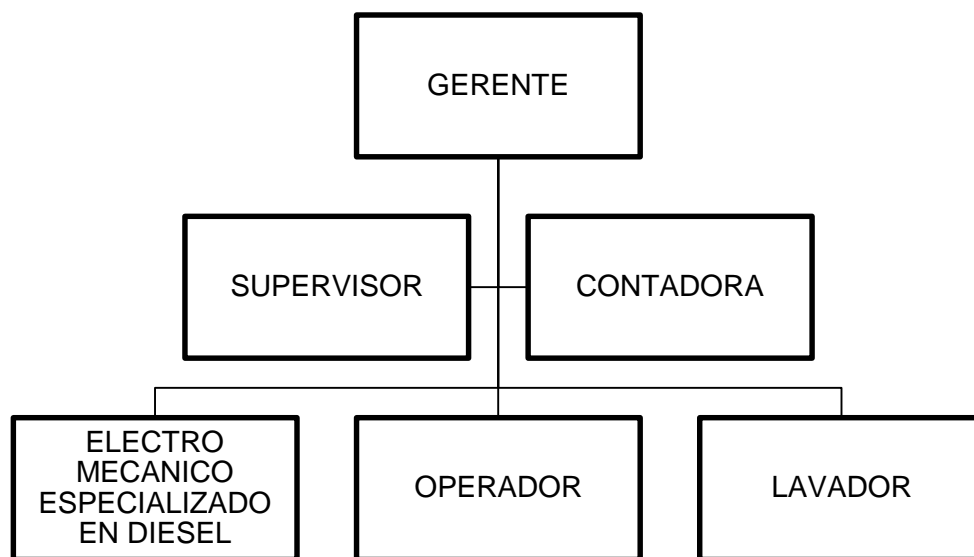 GERENTE
SUPERVISOR
CONTADORA
ELECTRO
MECANICO
ESPECIALIZADO
EN DIESEL
OPERADOR
LAVADOR